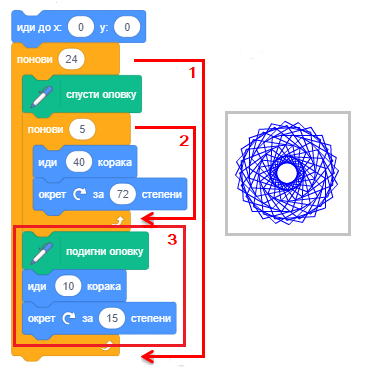 иди до x: 0 y: 0
понови 24
1
спусти оловку
понови 5
2
иди 40 корака
окрет за 72 степени
3
подигни оловку
иди 10 корака
окрет за 15 степени